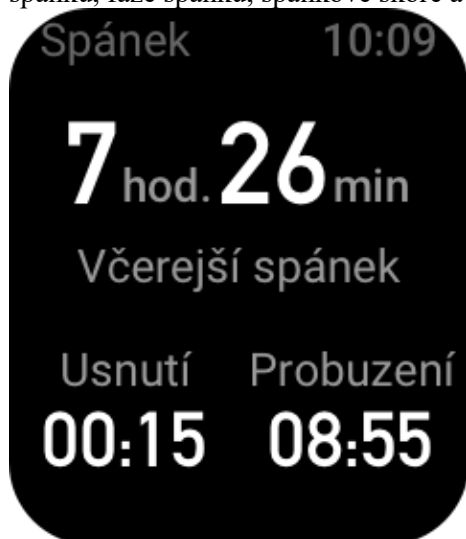 Spánek 10:09
7 hod. 26 min
Včerejší spánek
Usnutí Probuzení
00:15 08:55